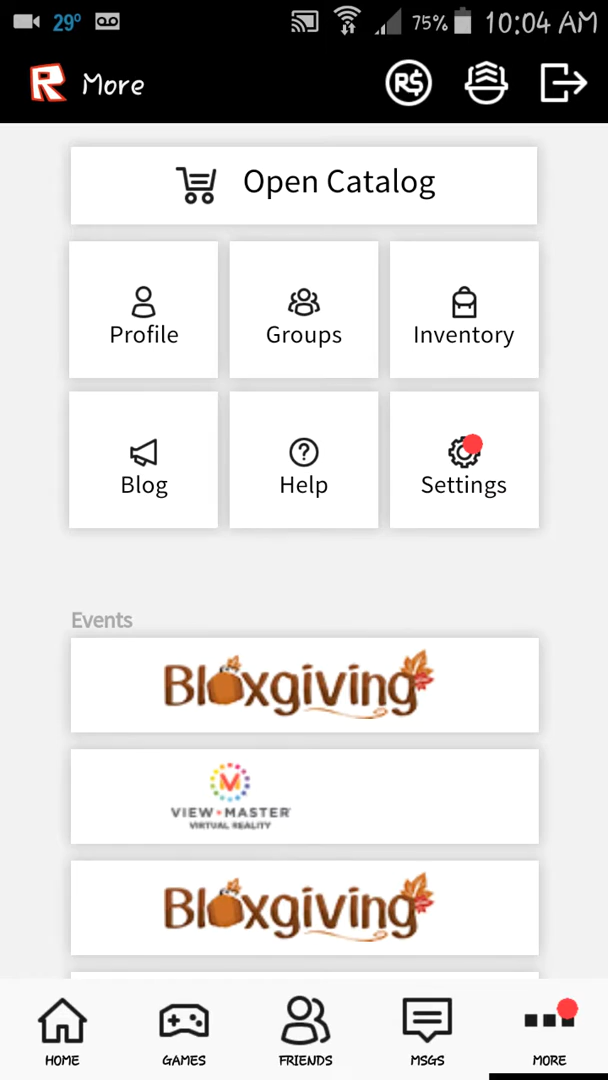 29° 75% 10:04 AM
R More R$
Open Catalog
Profile Groups Inventory
Blog Help Settings
Events
Bloxgiving
VIEW-MASTER
VIRTUAL REALITY
Bloxgiving
HOME GAMES FRIENDS MSGS MORE